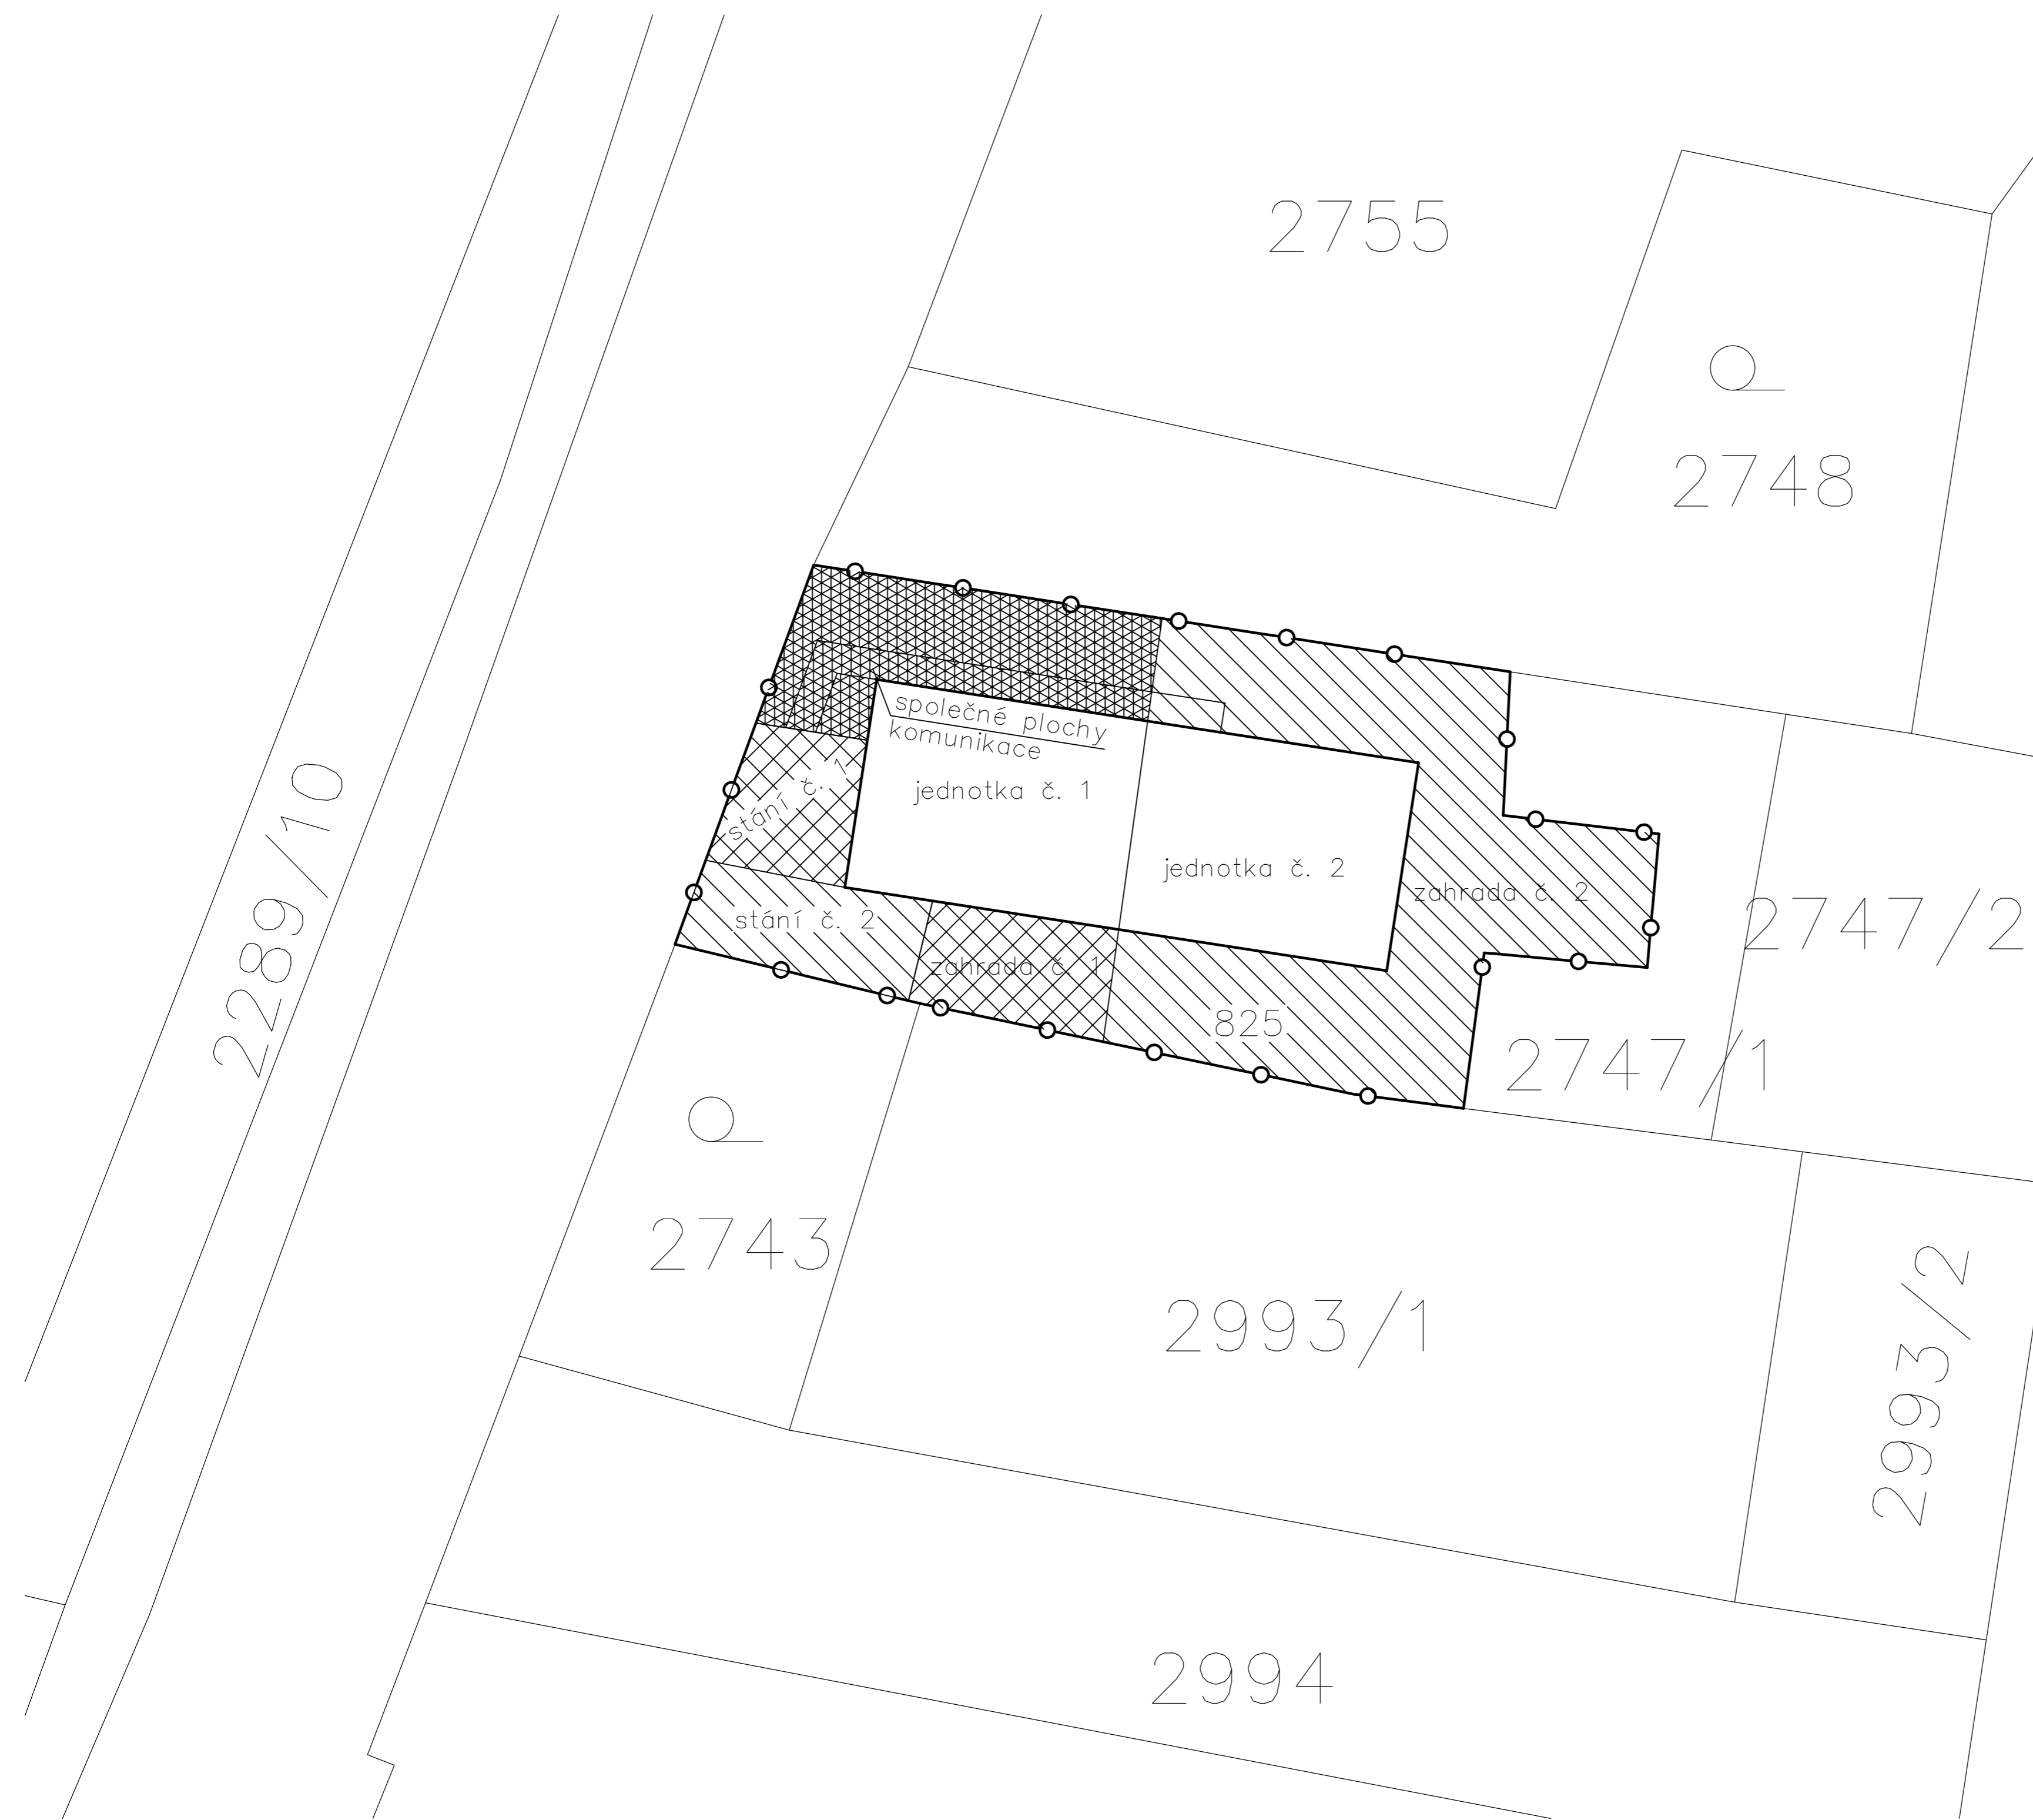 2755
2748
společné plochy
komunikace
jednotka č. 1
stání č. 1
2289/10
jednotka č. 2
zahrada č. 2
stání č. 2
2747/2
zahrada č. 1
825
2747/1
2743
2993/1
2993/2
2994